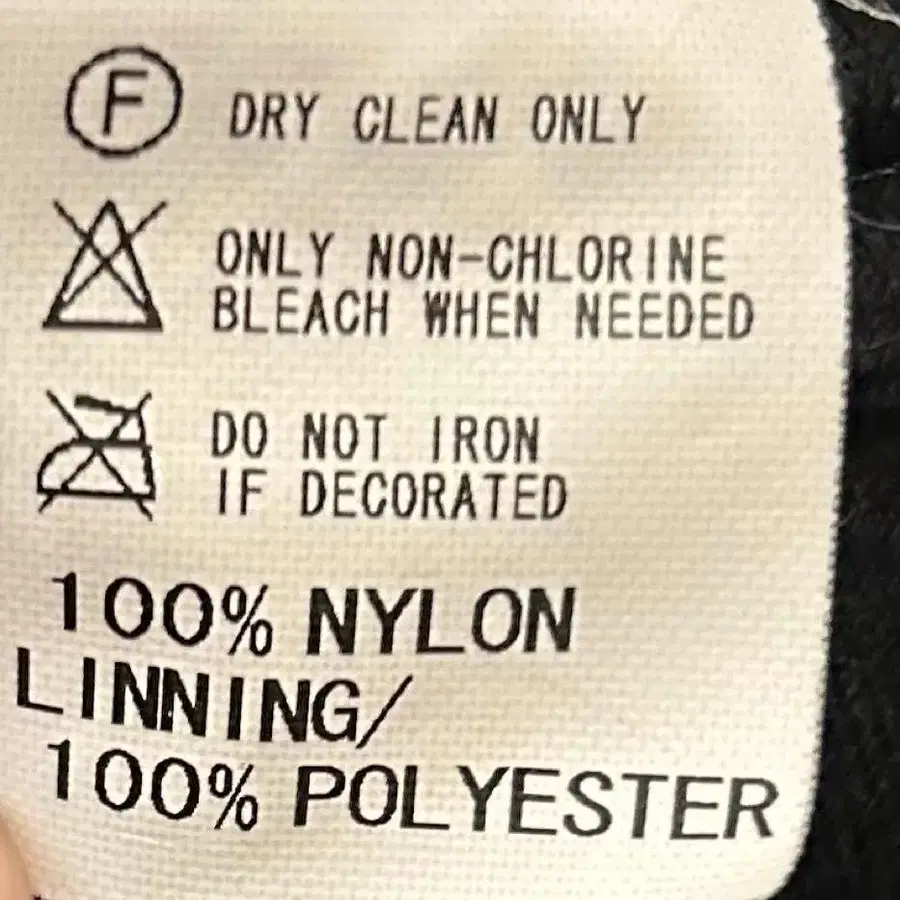 F DRY CLEAN ONLY
ONLY NON-CHLORINE
BLEACH WHEN NEEDED
DO NOT IRON
IF DECORATED
100% NYLON
LINNING/
100% POLYESTER